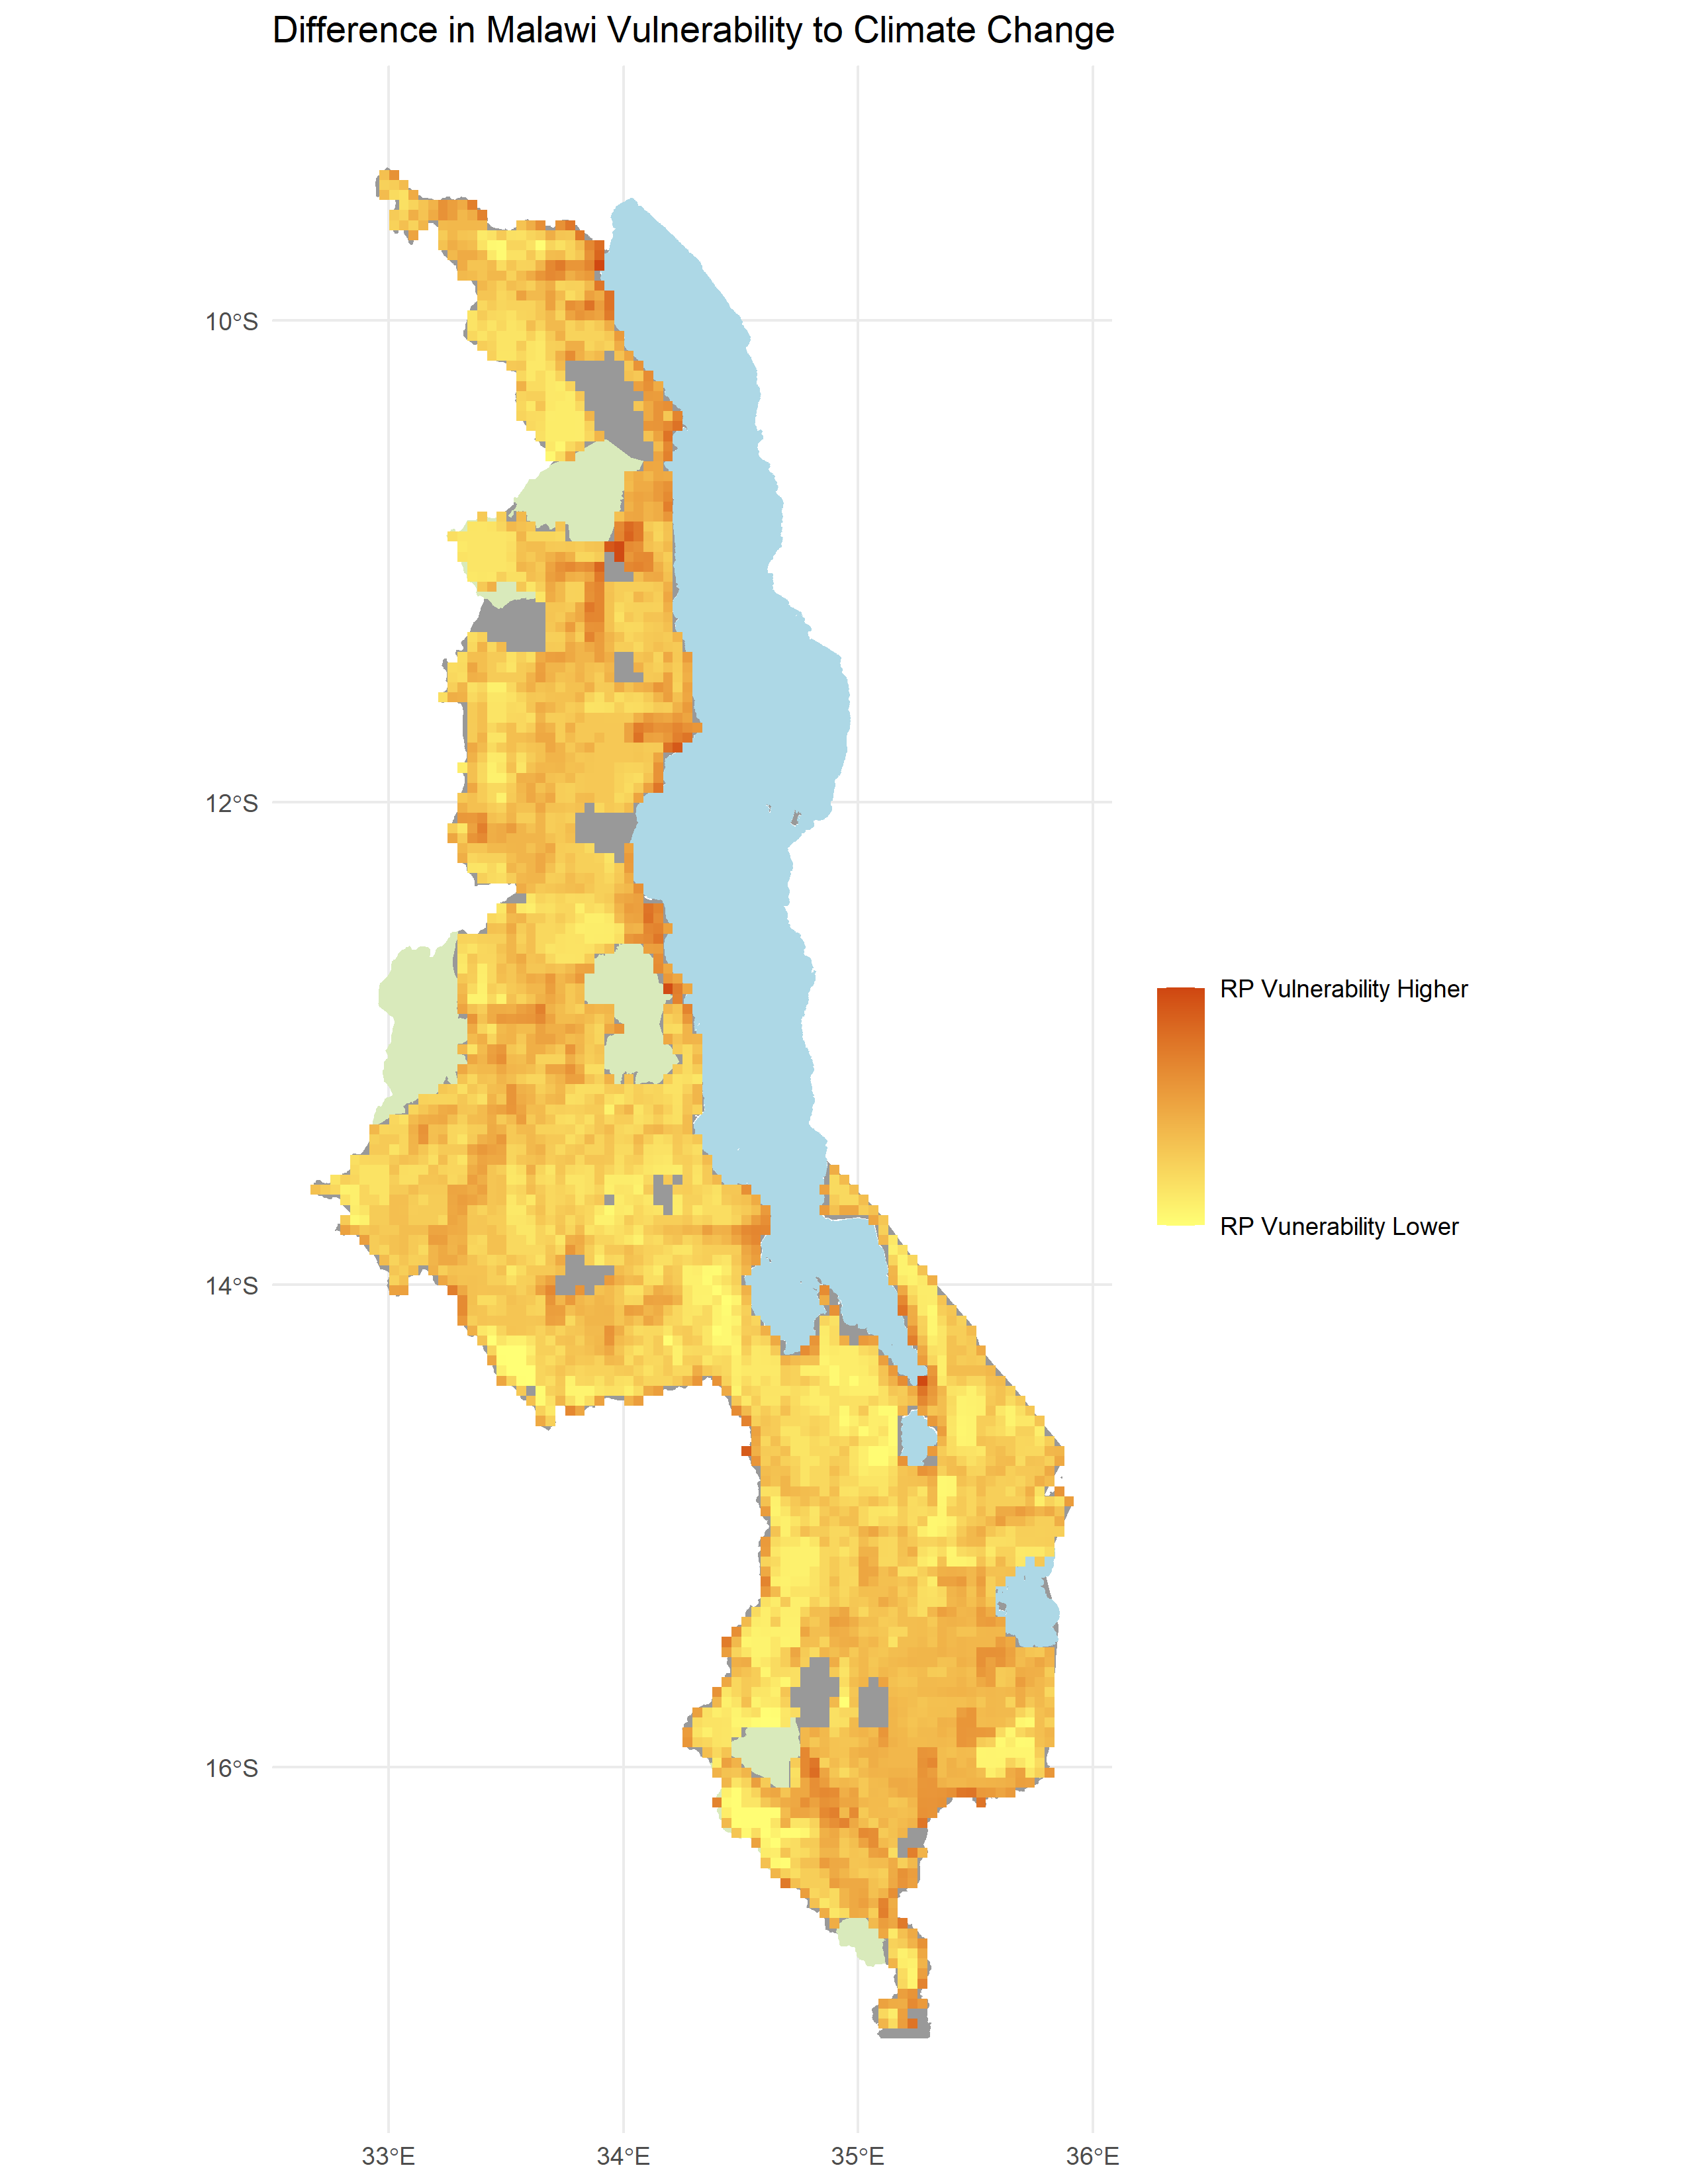 Difference in Malawi Vulnerability to Climate Change
10°S
12°S
14°S
16°S
33°E
34°E
35°E
36°E
RP Vulnerability Higher
RP Vunerability Lower